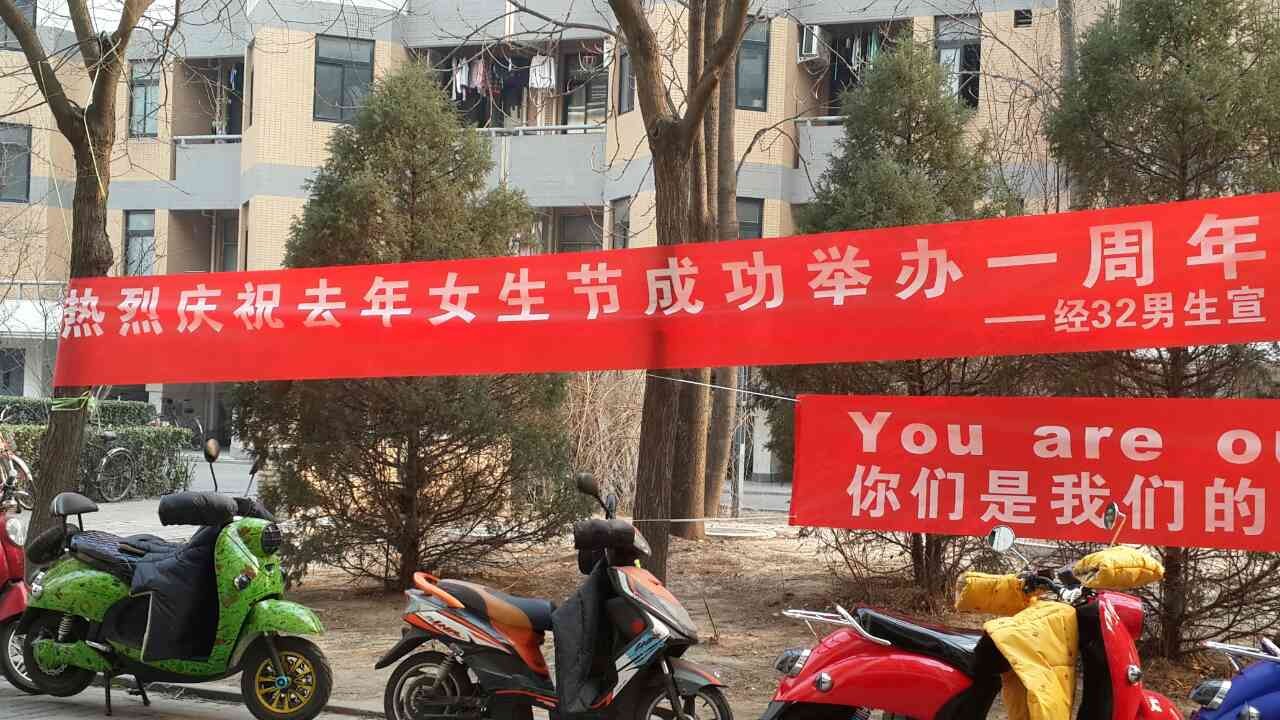 热烈庆祝去年女生节成功举办一周年
——经32男生宣
You are ou
你们是我们的